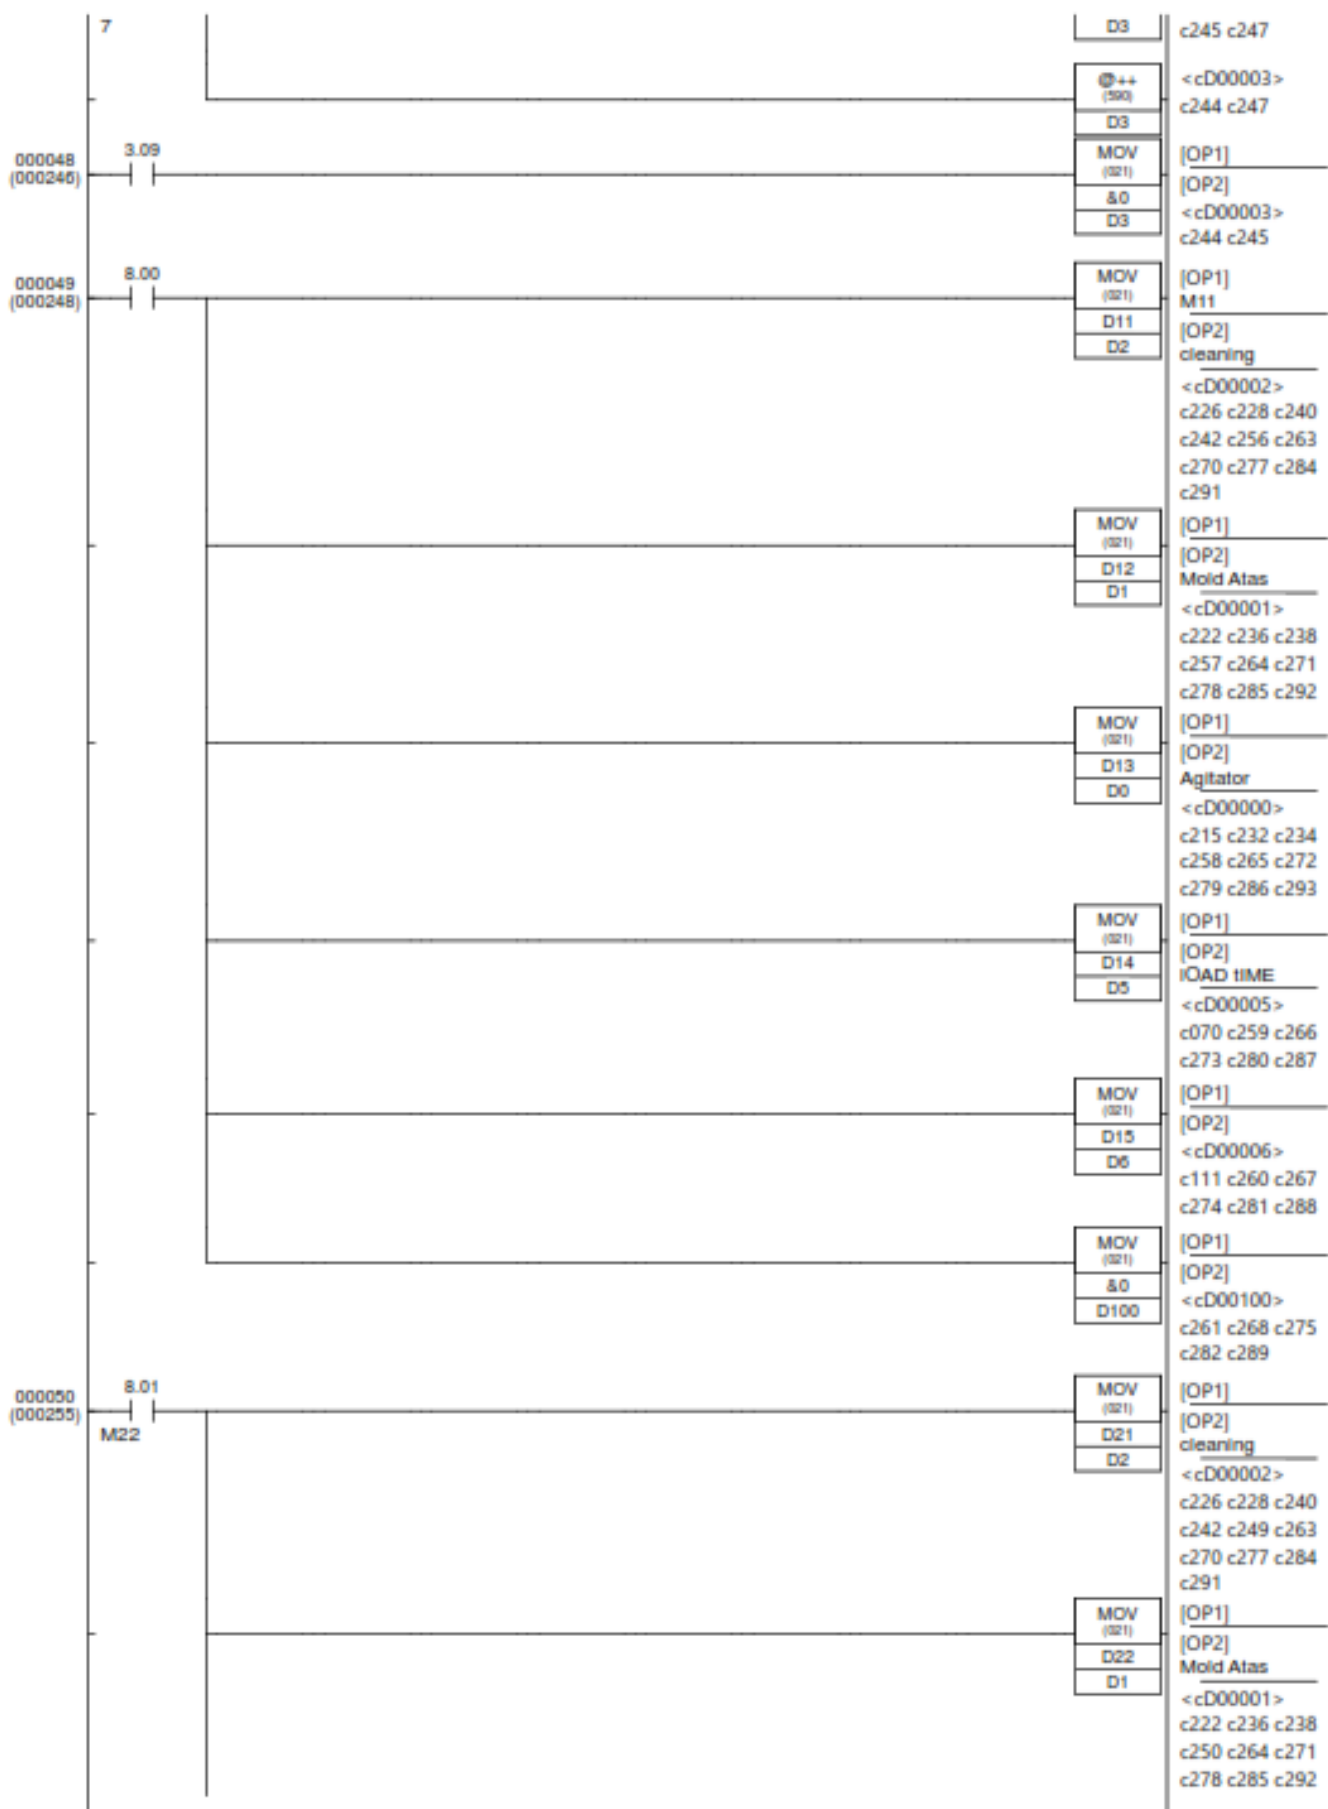 7
D3
c245 c247
@++
(590)
D3
<cD00003>
c244 c247
000048
(000246)
3.09
MOV
(021)
&0
D3
[OP1]
[OP2]
<cD00003>
c244 c245
000049
(000248)
8.00
MOV
(021)
D11
D2
[OP1]
M11
[OP2]
cleaning
<cD00002>
c226 c228 c240
c242 c256 c263
c270 c277 c284
c291
MOV
(021)
D12
D1
[OP1]
[OP2]
Mold Atas
<cD00001>
c222 c236 c238
c257 c264 c271
c278 c285 c292
MOV
(021)
D13
D0
[OP1]
[OP2]
Agitator
<cD00000>
c215 c232 c234
c258 c265 c272
c279 c286 c293
MOV
(021)
D14
D5
[OP1]
[OP2]
lOAD tIME
<cD00005>
c070 c259 c266
c273 c280 c287
MOV
(021)
D15
D6
[OP1]
[OP2]
<cD00006>
c111 c260 c267
c274 c281 c288
MOV
(021)
&0
D100
[OP1]
[OP2]
<cD00100>
c261 c268 c275
c282 c289
000050
(000255)
8.01
M22
MOV
(021)
D21
D2
[OP1]
[OP2]
cleaning
<cD00002>
c226 c228 c240
c242 c249 c263
c270 c277 c284
c291
MOV
(021)
D22
D1
[OP1]
[OP2]
Mold Atas
<cD00001>
c222 c236 c238
c250 c264 c271
c278 c285 c292